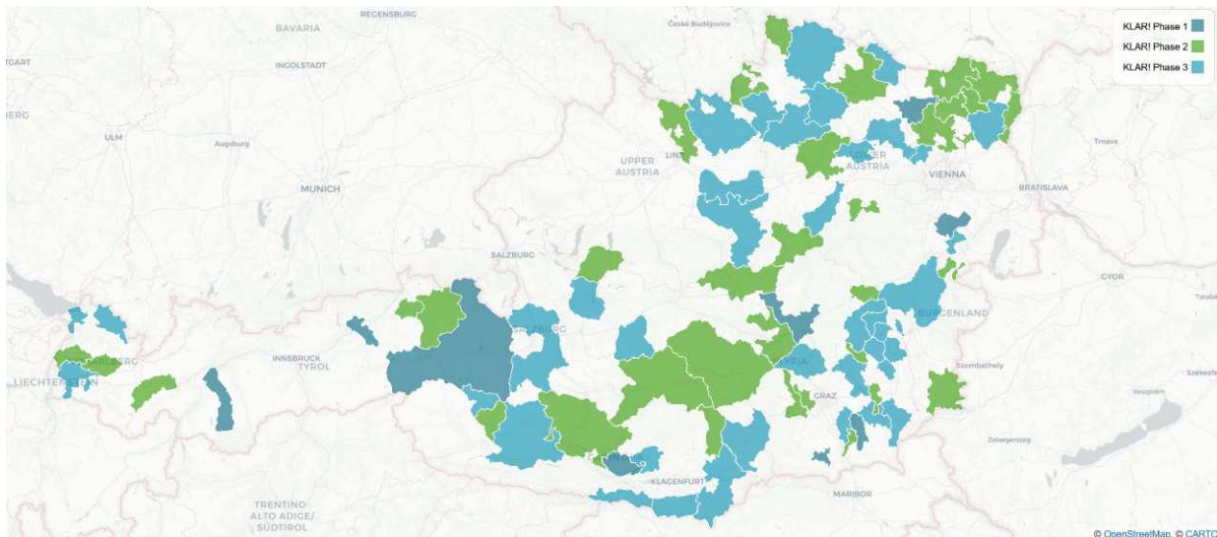 KLAR! Phase 1
KLAR! Phase 2
KLAR! Phase 3
REGENSBURG
České Budějovice
BAVARIA
INGOLSTADT
ULM
Augsburg
MUNICH
UPPER
AUSTRIA
AUSTRIA
VIENNA
Trnava
BRATISLAVA
SALZBURG
GYOR
BURGENLAND
INNSBRUCK
TYROL
LIECHTENSTEIN
Szombathely
GRAZ
Veszprém
Zalaegerszeg
KLAGENFURT
MARIBOR
TRENTINO-
ALTO ADIGE/
SÜDTIROL
© OpenStreetMap, © CARTO